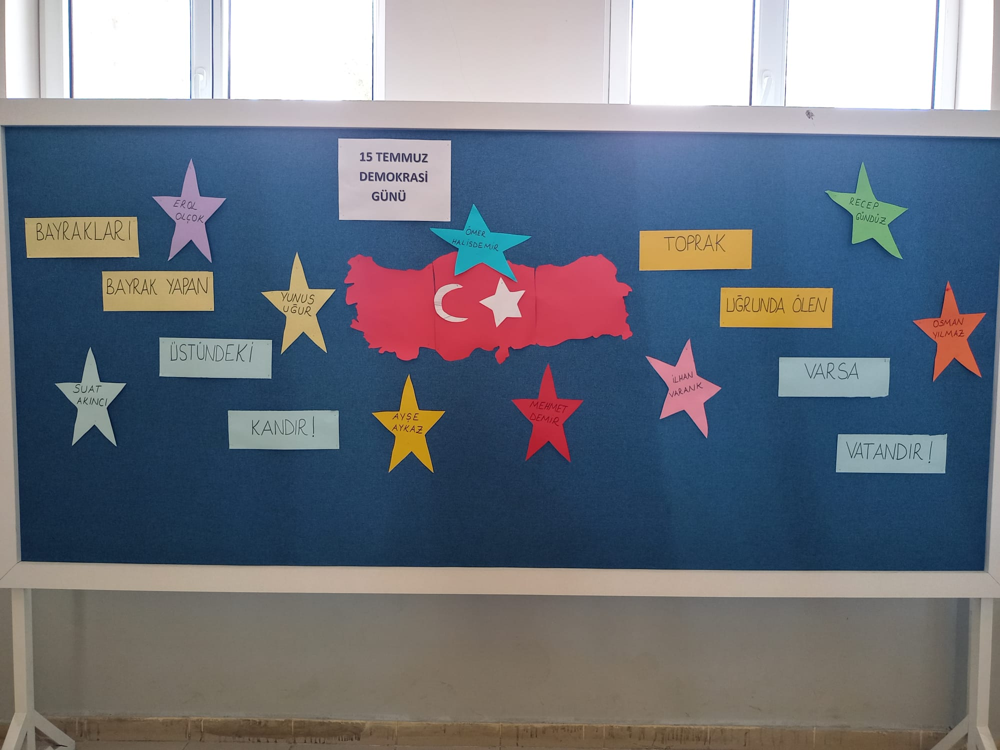 15 TEMMUZ
DEMOKRASİ
GÜNÜ
BAYRAKLARI
BAYRAK YAPAN
ÜSTÜNDEKİ
KANDIR!
TOPRAK
UĞRUNDA ÖLEN
VARSA
VATANDIR!
EROL
OLÇOK
YUNUS
UĞUR
SUAT
AKINCI
ÖMER
HALİSDEMİR
AYŞE
AYKAZ
MEHMET
DEMİR
İLHAN
VARANK
RECEP
GÜNDÜZ
OSMAN
YILMAZ